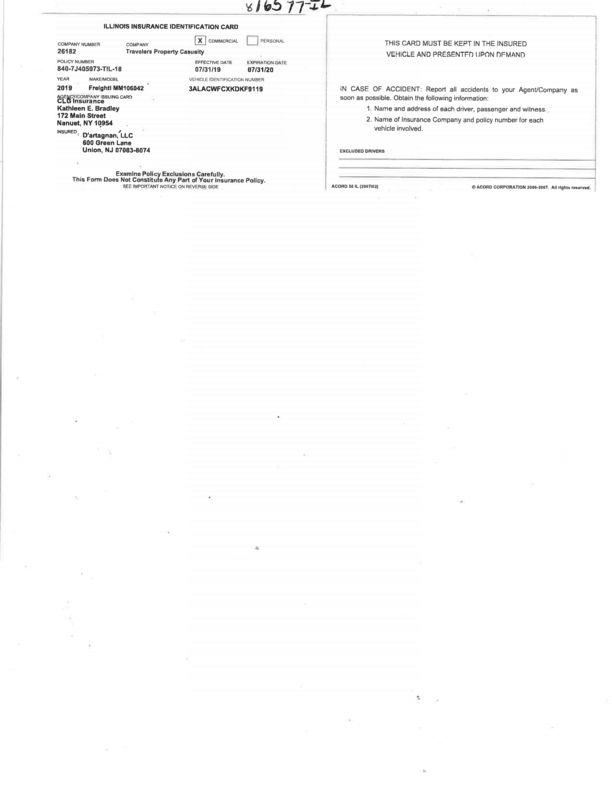 816577-IL
ILLINOIS INSURANCE IDENTIFICATION CARD
X COMMERCIAL PERSONAL
COMPANY NUMBER COMPANY
26182 Travelers Property Casualty
POLICY NUMBER EFFECTIVE DATE EXPIRATION DATE
840-7J405973-TIL-18 07/31/19 07/31/20
YEAR MAKE/MODEL VEHICLE IDENTIFICATION NUMBER
2019 Freightl MM106042 3ALACWFCXKDKF9119
AGENCY/COMPANY ISSUING CARD
CLG Insurance
Kathleen E. Bradley
172 Main Street
Nanuet, NY 10954
INSURED
D'artagnan, LLC
600 Green Lane
Union, NJ 07083-8074
Examine Policy Exclusions Carefully.
This Form Does Not Constitute Any Part of Your Insurance Policy.
SEE IMPORTANT NOTICE ON REVERSE SIDE
THIS CARD MUST BE KEPT IN THE INSURED
VEHICLE AND PRESENTED UPON DEMAND
IN CASE OF ACCIDENT: Report all accidents to your Agent/Company as
soon as possible. Obtain the following information:
1. Name and address of each driver, passenger and witness.
2. Name of Insurance Company and policy number for each
vehicle involved.
EXCLUDED DRIVERS
ACORD 50 IL (2007/02) © ACORD CORPORATION 2000-2007. All rights reserved.